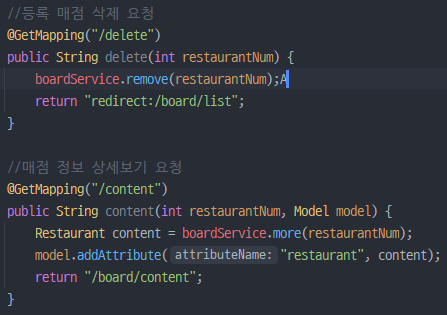 //등록 매점 삭제 요청
@GetMapping("/delete")
public String delete(int restaurantNum) {
boardService.remove(restaurantNum);A
return "redirect:/board/list";
}
//매점 정보 상세보기 요청
@GetMapping("/content")
public String content(int restaurantNum, Model model) {
Restaurant content = boardService.more(restaurantNum);
model.addAttribute( attributeName: "restaurant", content);
return "/board/content";
}